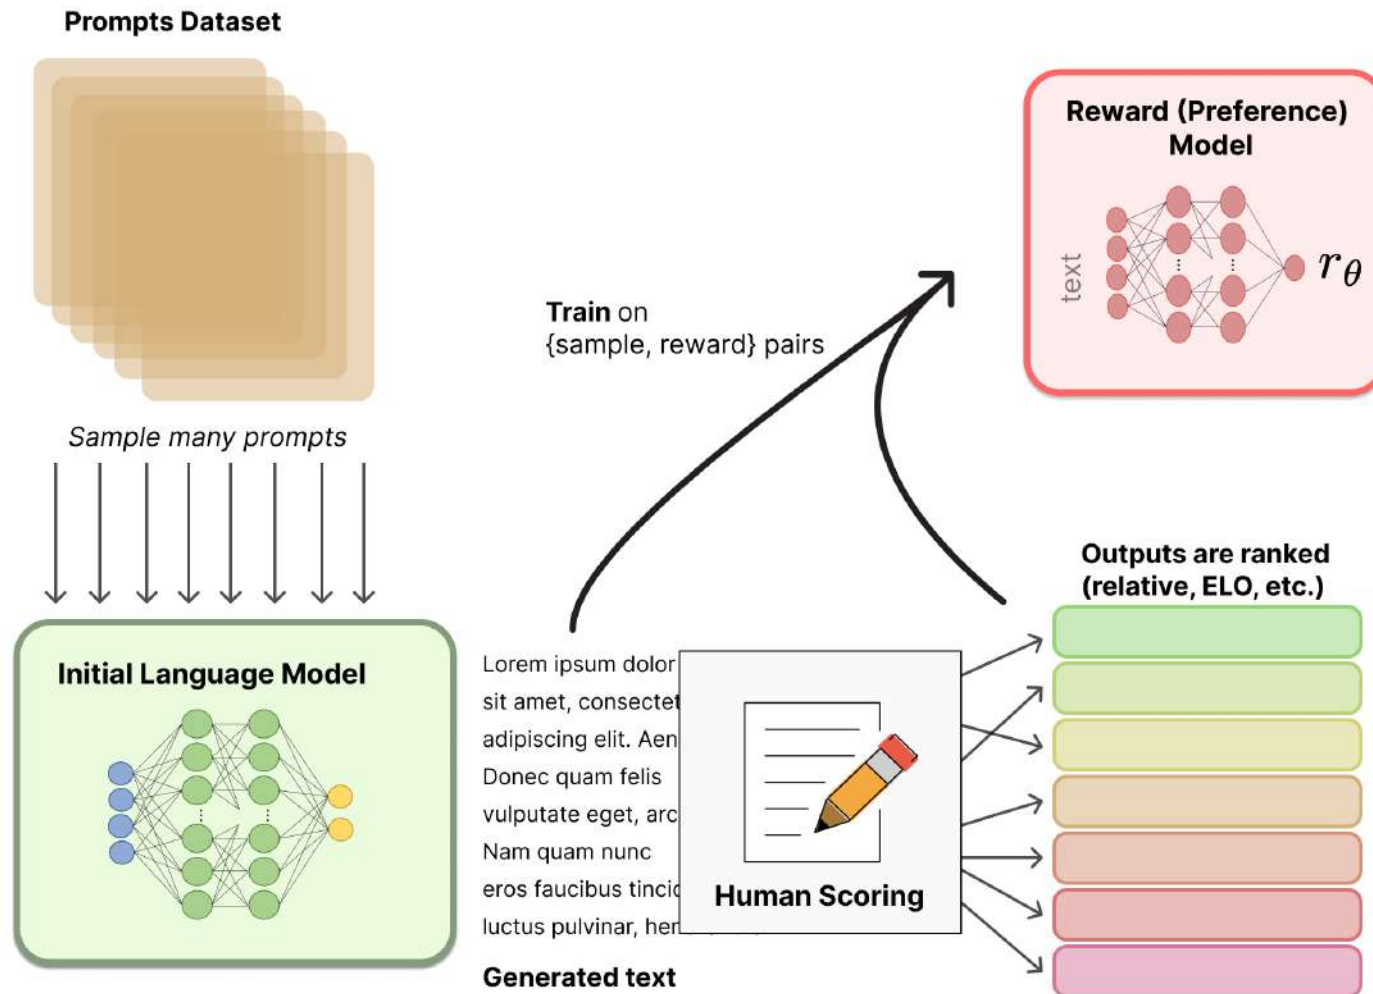 Prompts Dataset
Sample many prompts
Initial Language Model
Train on
{sample, reward} pairs
Reward (Preference)
Model
text
r_θ
Outputs are ranked
(relative, ELO, etc.)
Lorem ipsum dolor
sit amet, consectet
adipiscing elit. Aen
Donec quam felis
vulputate eget, arc
Nam quam nunc
eros faucibus tincid
luctus pulvinar, hen
Generated text
Human Scoring